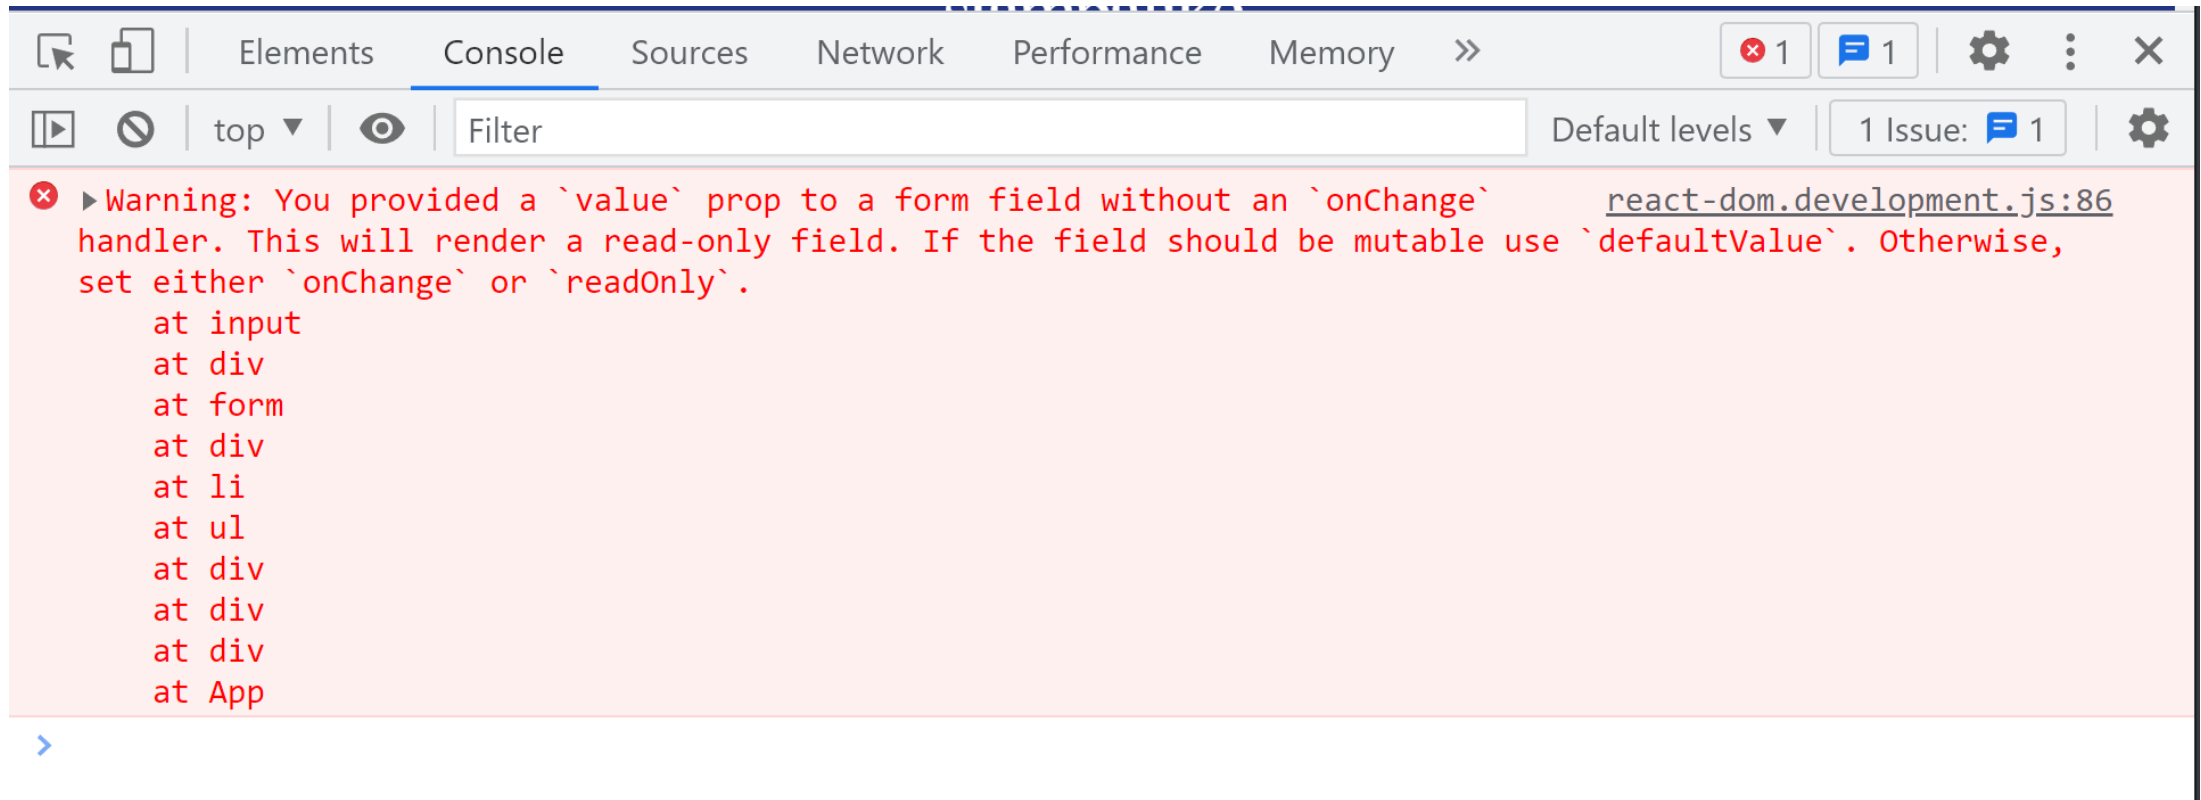 Elements Console Sources Network Performance Memory 1 1
top Filter Default levels 1 Issue: 1
Warning: You provided a `value` prop to a form field without an `onChange` react-dom.development.js:86
handler. This will render a read-only field. If the field should be mutable use `defaultValue`. Otherwise,
set either `onChange` or `readOnly`.
at input
at div
at form
at div
at li
at ul
at div
at div
at div
at App